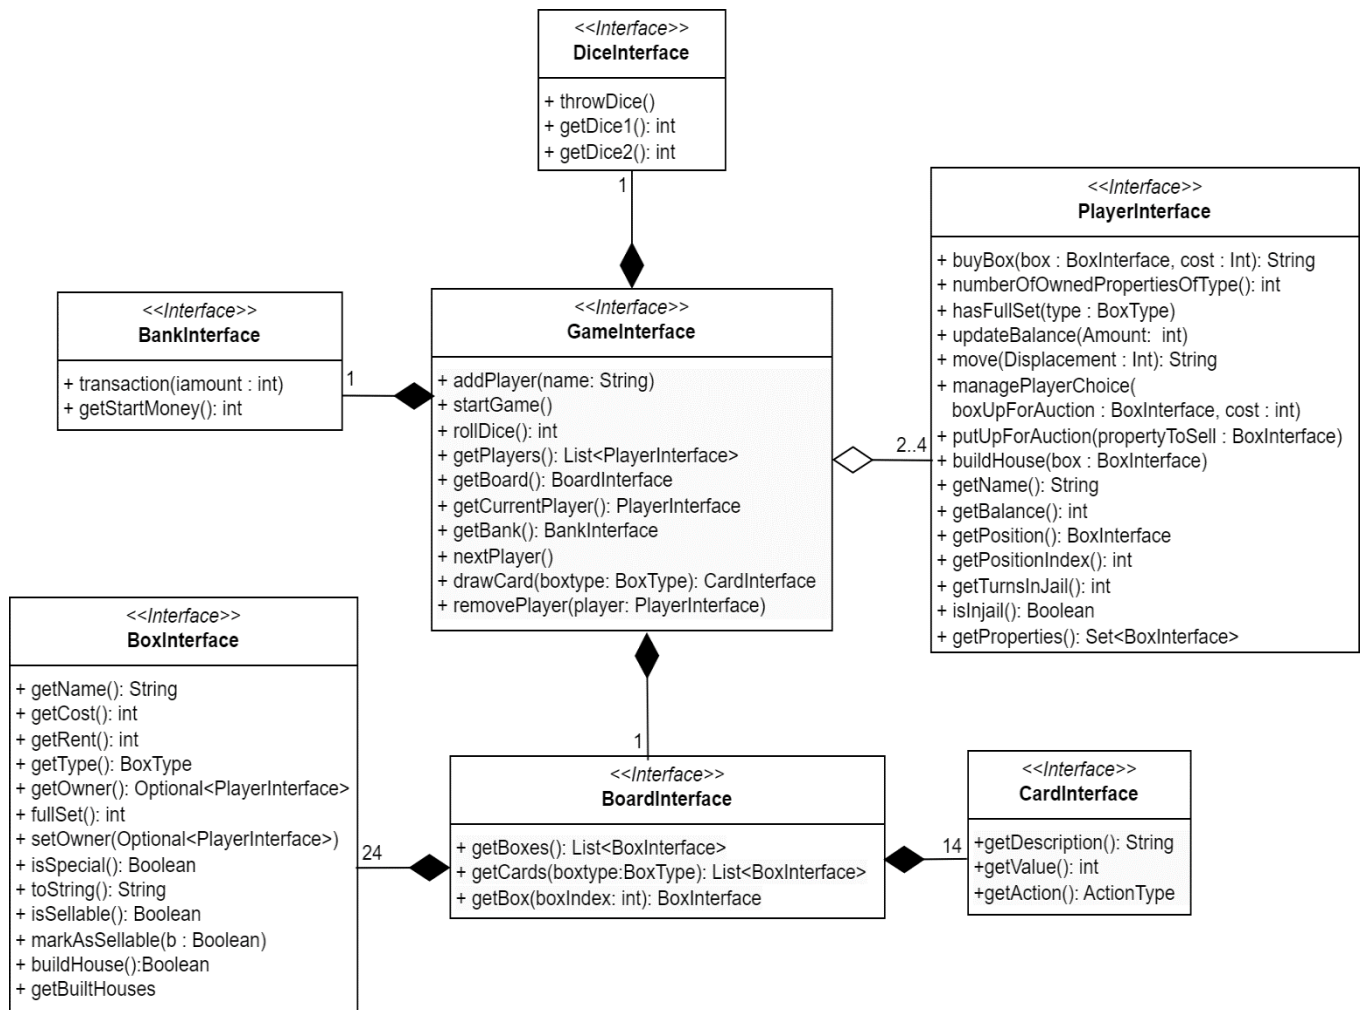 <<Interface>>
DiceInterface
+ throwDice()
+ getDice1(): int
+ getDice2(): int
1
<<Interface>>
PlayerInterface
+ buyBox(box : BoxInterface, cost : Int): String
+ numberOfOwnedPropertiesOfType(): int
+ hasFullSet(type : BoxType)
+ updateBalance(Amount:  int)
+ move(Displacement : Int): String
+ managePlayerChoice(
boxUpForAuction : BoxInterface, cost : int)
+ putUpForAuction(propertyToSell : BoxInterface)
+ buildHouse(box : BoxInterface)
+ getName(): String
+ getBalance(): int
+ getPosition(): BoxInterface
+ getPositionIndex(): int
+ getTurnsInJail(): int
+ isInjail(): Boolean
+ getProperties(): Set<BoxInterface>
2..4
<<Interface>>
BankInterface
+ transaction(iamount : int)
+ getStartMoney(): int
1
<<Interface>>
GameInterface
+ addPlayer(name: String)
+ startGame()
+ rollDice(): int
+ getPlayers(): List<PlayerInterface>
+ getBoard(): BoardInterface
+ getCurrentPlayer(): PlayerInterface
+ getBank(): BankInterface
+ nextPlayer()
+ drawCard(boxtype: BoxType): CardInterface
+ removePlayer(player: PlayerInterface)
<<Interface>>
BoxInterface
+ getName(): String
+ getCost(): int
+ getRent(): int
+ getType(): BoxType
+ getOwner(): Optional<PlayerInterface>
+ fullSet(): int
+ setOwner(Optional<PlayerInterface>)
+ isSpecial(): Boolean
+ toString(): String
+ isSellable(): Boolean
+ markAsSellable(b : Boolean)
+ buildHouse():Boolean
+ getBuiltHouses
24
1
<<Interface>>
BoardInterface
+ getBoxes(): List<BoxInterface>
+ getCards(boxtype:BoxType): List<BoxInterface>
+ getBox(boxIndex: int): BoxInterface
14
<<Interface>>
CardInterface
+getDescription(): String
+getValue(): int
+getAction(): ActionType